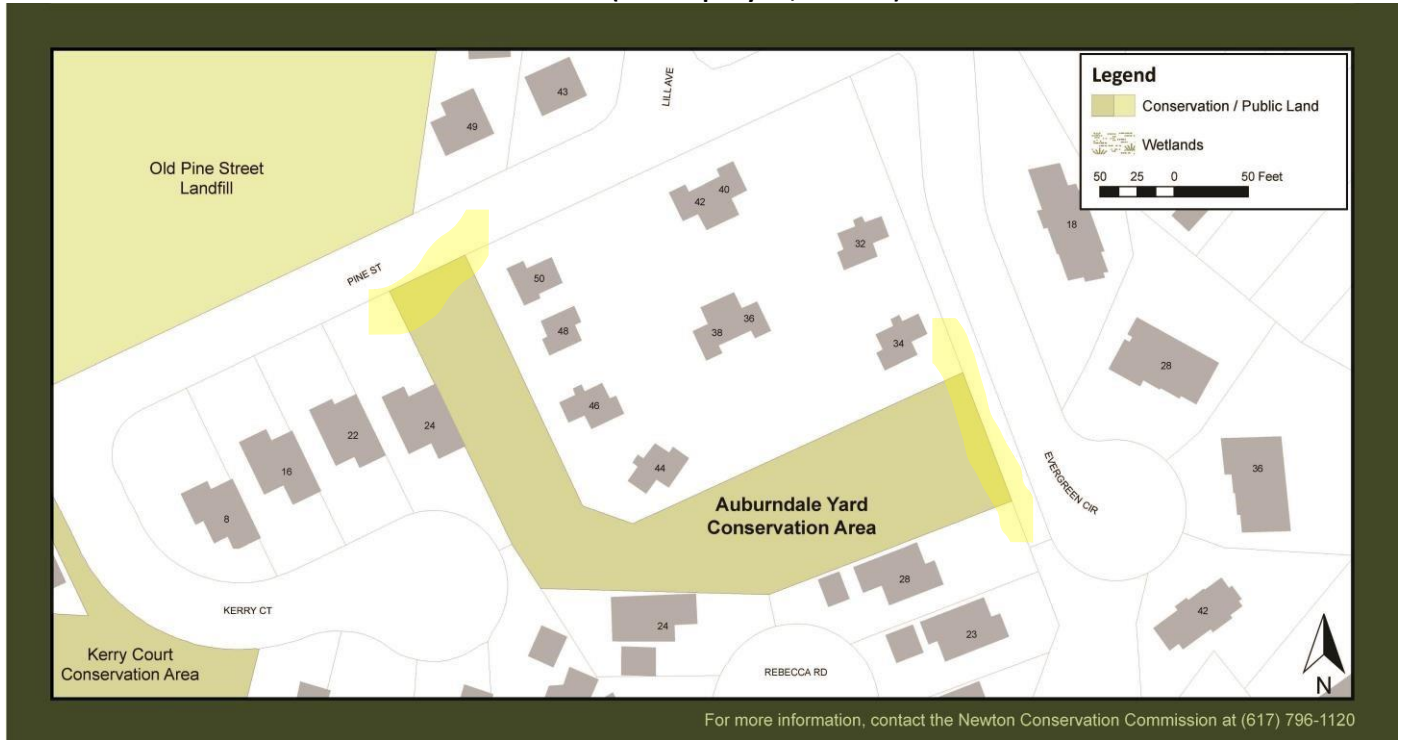 49
43
LILL AVE
Legend
Conservation / Public Land
Wetlands
50 25 0 50 Feet
Old Pine Street
Landfill
42 40
32
18
PINE ST
50
48
38 36
34
28
46
24
22
16
8
44
EVERGREEN CIR
36
Auburndale Yard
Conservation Area
28
KERRY CT
24
23
42
Kerry Court
Conservation Area
REBECCA RD
N
For more information, contact the Newton Conservation Commission at (617) 796-1120